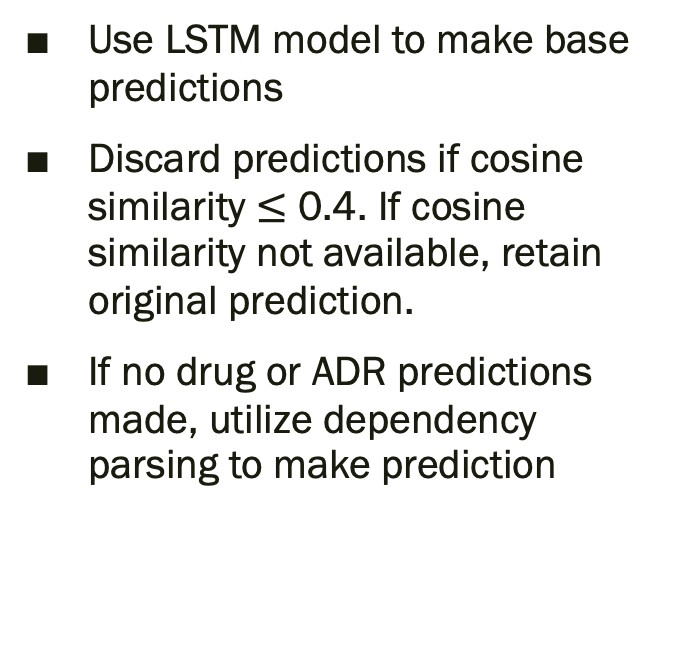 ■ Use LSTM model to make base
predictions
■ Discard predictions if cosine
similarity ≤ 0.4. If cosine
similarity not available, retain
original prediction.
■ If no drug or ADR predictions
made, utilize dependency
parsing to make prediction